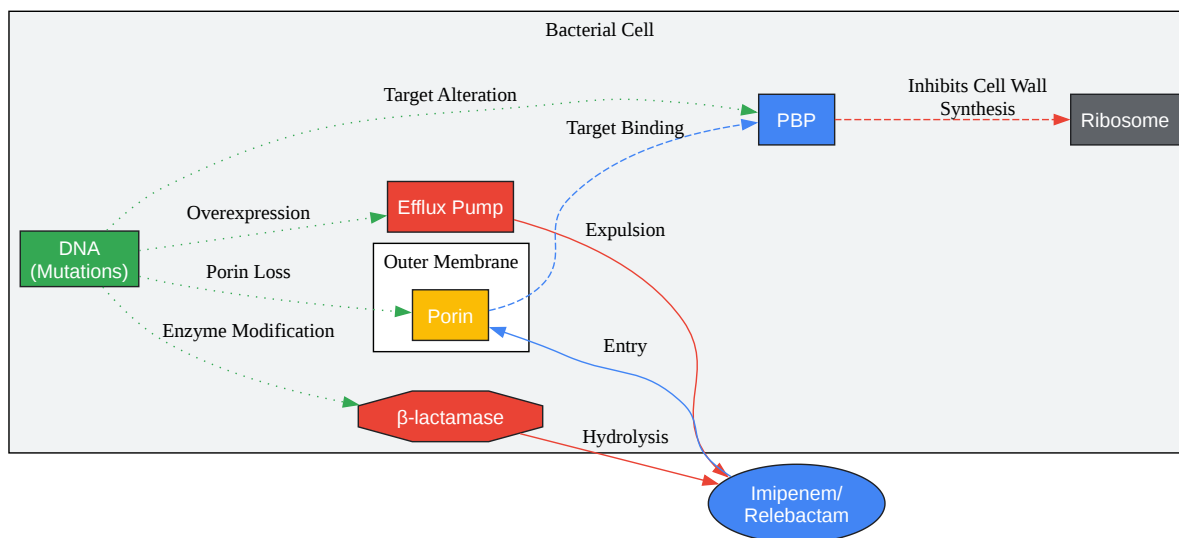 Bacterial Cell
Target Alteration
Inhibits Cell Wall
Synthesis
PBP
Ribosome
Target Binding
Efflux Pump
Overexpression
Expulsion
DNA
(Mutations)
Outer Membrane
Porin Loss
Porin
Enzyme Modification
Entry
β-lactamase
Hydrolysis
Imipenem/
Relebactam